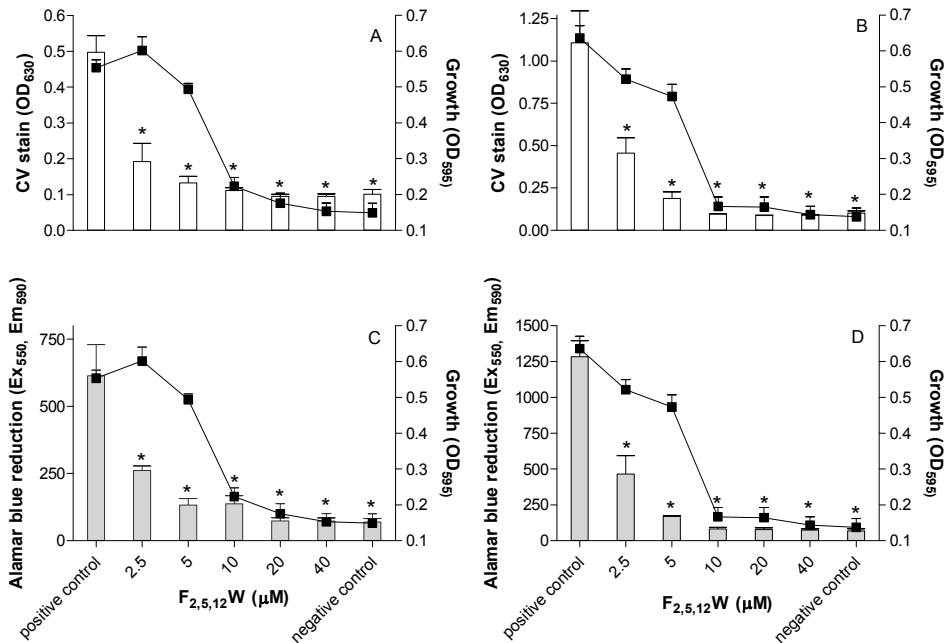 A
CV stain (OD630)
0.6
0.5
0.4
0.3
0.2
0.1
0.0
* * * * * *
0.7
0.6
0.5
0.4
0.3
0.2
0.1
Growth (OD595)
B
CV stain (OD630)
1.25
1.00
0.75
0.50
0.25
0.00
* * * * * *
0.7
0.6
0.5
0.4
0.3
0.2
0.1
Growth (OD595)
C
Alamar blue reduction (Ex550, Em590)
750
500
250
0
* * * * * *
0.7
0.6
0.5
0.4
0.3
0.2
0.1
Growth (OD595)
positive control 2.5 5 10 20 40 negative control
F2,5,12W (μM)
D
Alamar blue reduction (Ex550, Em590)
1500
1250
1000
750
500
250
0
* * * * * *
0.7
0.6
0.5
0.4
0.3
0.2
0.1
Growth (OD595)
positive control 2.5 5 10 20 40 negative control
F2,5,12W (μM)